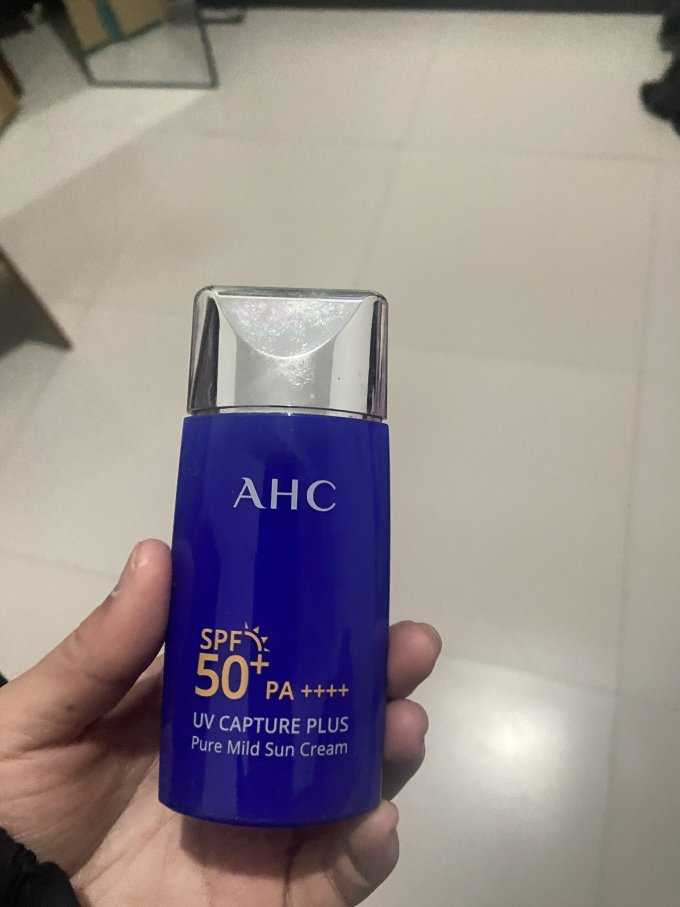 AHC
SPF
50+ PA ++++
UV CAPTURE PLUS
Pure Mild Sun Cream